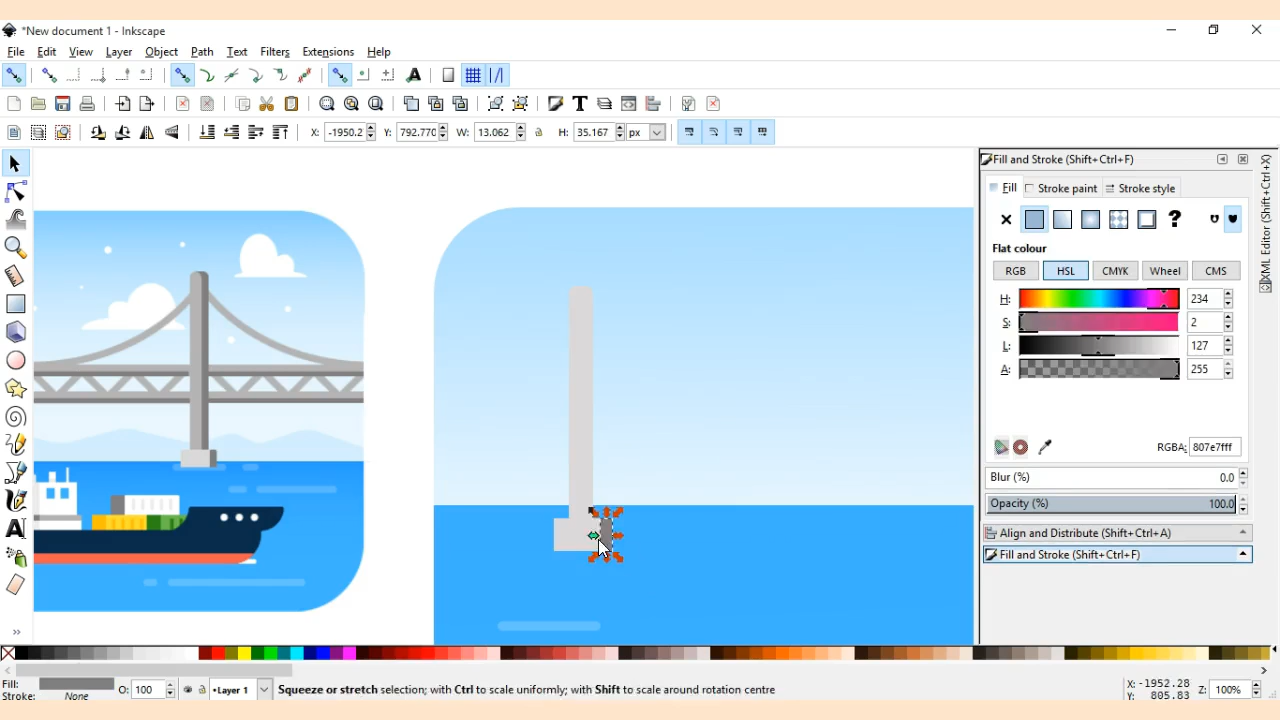 *New document 1 - Inkscape
File Edit View Layer Object Path Text Filters Extensions Help
X: -1950.2 Y: 792.770 W: 13.062 H: 35.167 px
Fill and Stroke (Shift+Ctrl+F)
Fill Stroke paint Stroke style
Flat colour
RGB HSL CMYK Wheel CMS
H: 234
S: 2
L: 127
A: 255
RGBA: 807e7fff
Blur (%) 0.0
Opacity (%) 100.0
Align and Distribute (Shift+Ctrl+A)
Fill and Stroke (Shift+Ctrl+F)
XML Editor (Shift+Ctrl+X)
Fill:
Stroke: None
O: 100
•Layer 1
Squeeze or stretch selection; with Ctrl to scale uniformly; with Shift to scale around rotation centre
X: -1952.28
Y: 805.83
Z: 100%